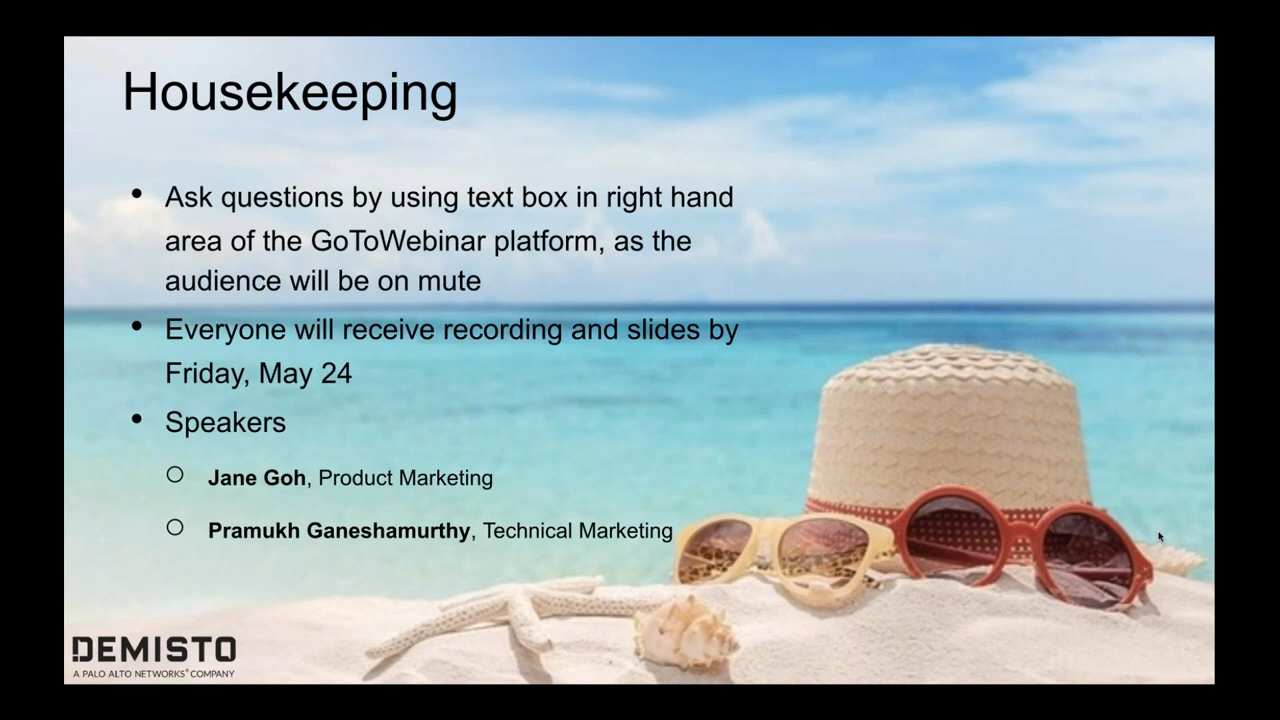 Housekeeping
• Ask questions by using text box in right hand
area of the GoToWebinar platform, as the
audience will be on mute
• Everyone will receive recording and slides by
Friday, May 24
• Speakers
○ Jane Goh, Product Marketing
○ Pramukh Ganeshamurthy, Technical Marketing
DEMISTO
A PALO ALTO NETWORKS® COMPANY